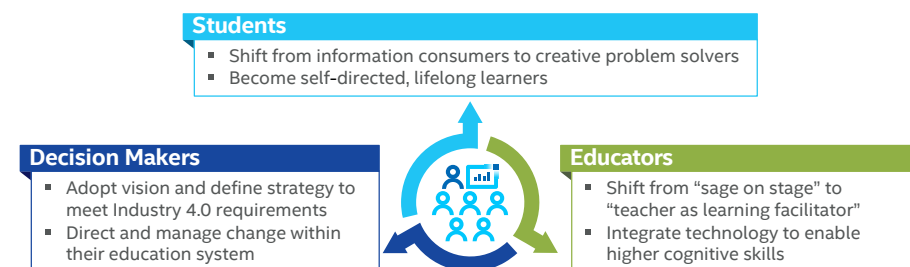 Students
▪ Shift from information consumers to creative problem solvers
▪ Become self-directed, lifelong learners
Decision Makers
▪ Adopt vision and define strategy to
meet Industry 4.0 requirements
▪ Direct and manage change within
their education system
Educators
▪ Shift from “sage on stage” to
“teacher as learning facilitator”
▪ Integrate technology to enable
higher cognitive skills